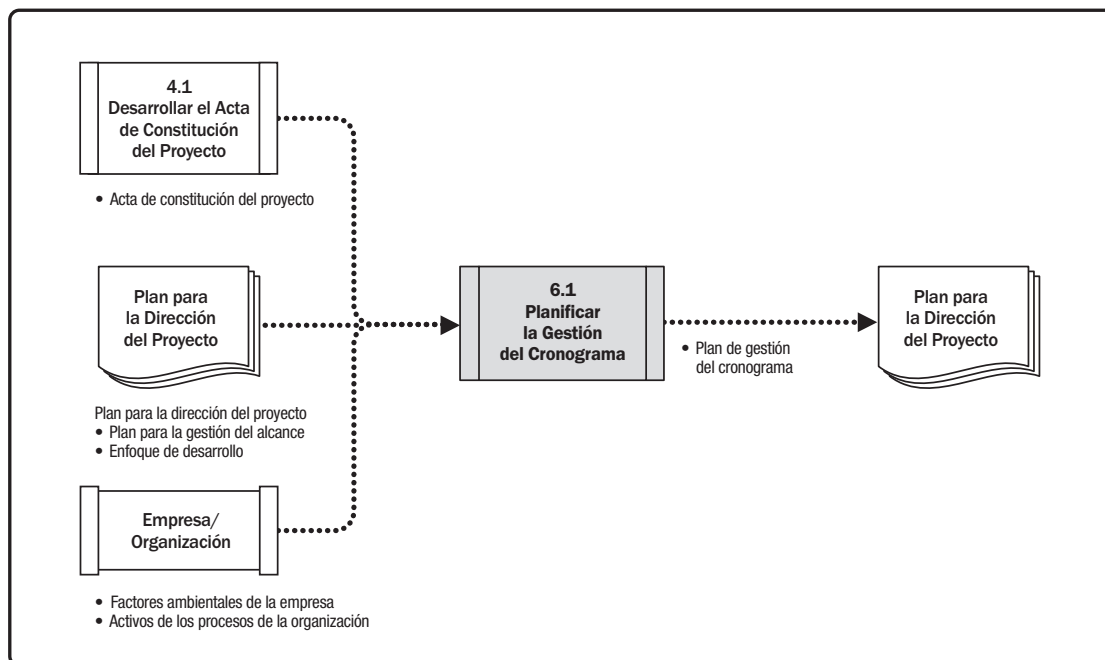 4.1
Desarrollar el Acta
de Constitución
del Proyecto
• Acta de constitución del proyecto
Plan para
la Dirección
del Proyecto
Plan para la dirección del proyecto
• Plan para la gestión del alcance
• Enfoque de desarrollo
Empresa/
Organización
• Factores ambientales de la empresa
• Activos de los procesos de la organización
6.1
Planificar
la Gestión
del Cronograma
• Plan de gestión
del cronograma
Plan para
la Dirección
del Proyecto